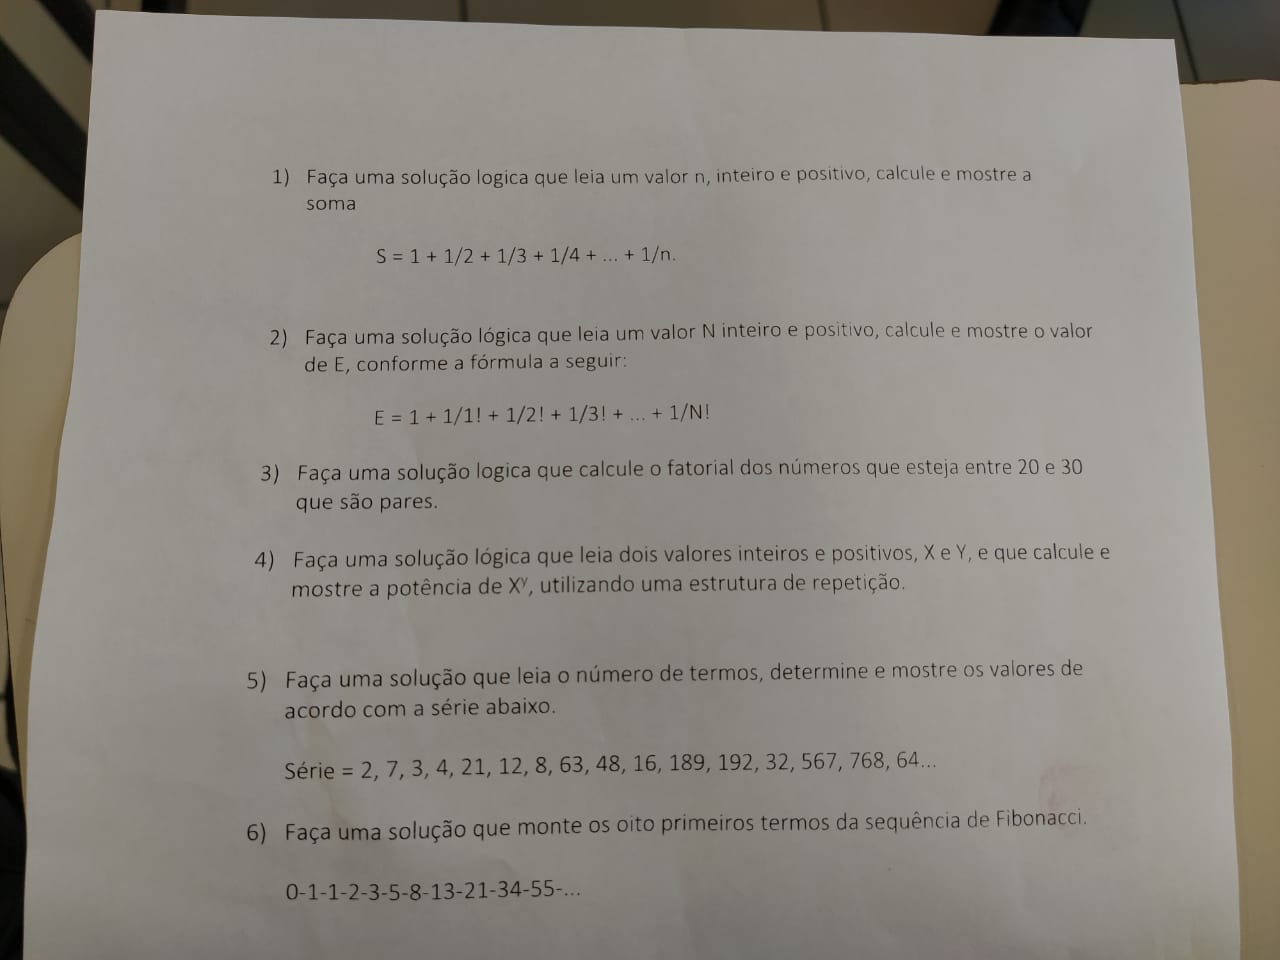 1) Faça uma solução logica que leia um valor n, inteiro e positivo, calcule e mostre a
soma
S = 1 + 1/2 + 1/3 + 1/4 + ... + 1/n.
2) Faça uma solução lógica que leia um valor N inteiro e positivo, calcule e mostre o valor
de E, conforme a fórmula a seguir:
E = 1 + 1/1! + 1/2! + 1/3! + ... + 1/N!
3) Faça uma solução logica que calcule o fatorial dos números que esteja entre 20 e 30
que são pares.
4) Faça uma solução lógica que leia dois valores inteiros e positivos, X e Y, e que calcule e
mostre a potência de Xʸ, utilizando uma estrutura de repetição.
5) Faça uma solução que leia o número de termos, determine e mostre os valores de
acordo com a série abaixo.
Série = 2, 7, 3, 4, 21, 12, 8, 63, 48, 16, 189, 192, 32, 567, 768, 64...
6) Faça uma solução que monte os oito primeiros termos da sequência de Fibonacci.
0-1-1-2-3-5-8-13-21-34-55-...